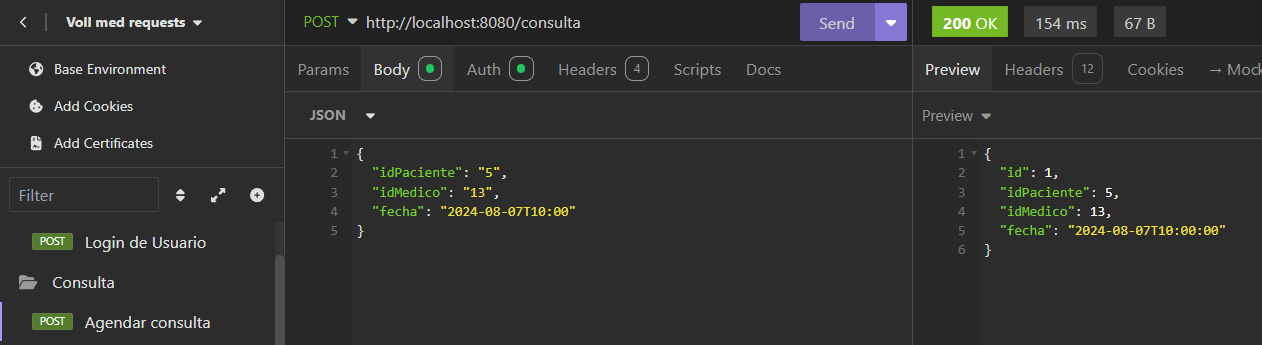 Voll med requests
Base Environment
Add Cookies
Add Certificates
Filter
POST Login de Usuario
Consulta
POST Agendar consulta
POST http://localhost:8080/consulta Send
Params Body Auth Headers 4 Scripts Docs
JSON
1 {
2 "idPaciente": "5",
3 "idMedico": "13",
4 "fecha": "2024-08-07T10:00"
5 }
200 OK 154 ms 67 B
Preview Headers 12 Cookies → Mock
Preview
1 {
2 "id": 1,
3 "idPaciente": 5,
4 "idMedico": 13,
5 "fecha": "2024-08-07T10:00:00"
6 }